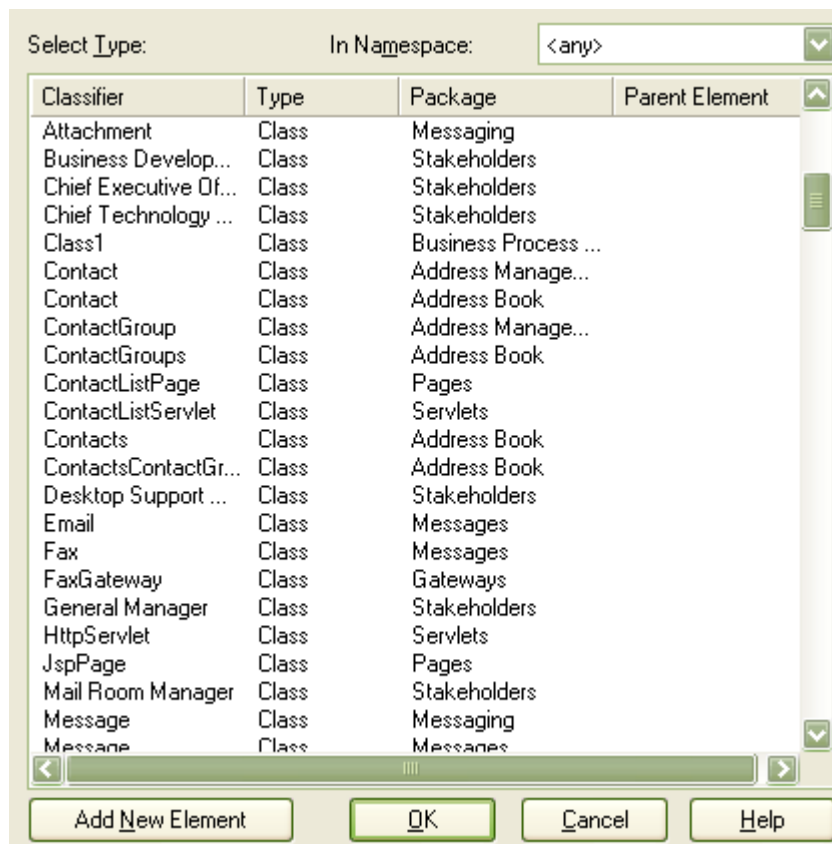 Select Type: In Namespace: <any>
Classifier Type Package Parent Element
Attachment Class Messaging
Business Develop... Class Stakeholders
Chief Executive Of... Class Stakeholders
Chief Technology ... Class Stakeholders
Class1 Class Business Process ...
Contact Class Address Manage...
Contact Class Address Book
ContactGroup Class Address Manage...
ContactGroups Class Address Book
ContactListPage Class Pages
ContactListServlet Class Servlets
Contacts Class Address Book
ContactsContactGr... Class Address Book
Desktop Support ... Class Stakeholders
Email Class Messages
Fax Class Messages
FaxGateway Class Gateways
General Manager Class Stakeholders
HttpServlet Class Servlets
JspPage Class Pages
Mail Room Manager Class Stakeholders
Message Class Messaging
Message Class Messages
Add New Element OK Cancel Help